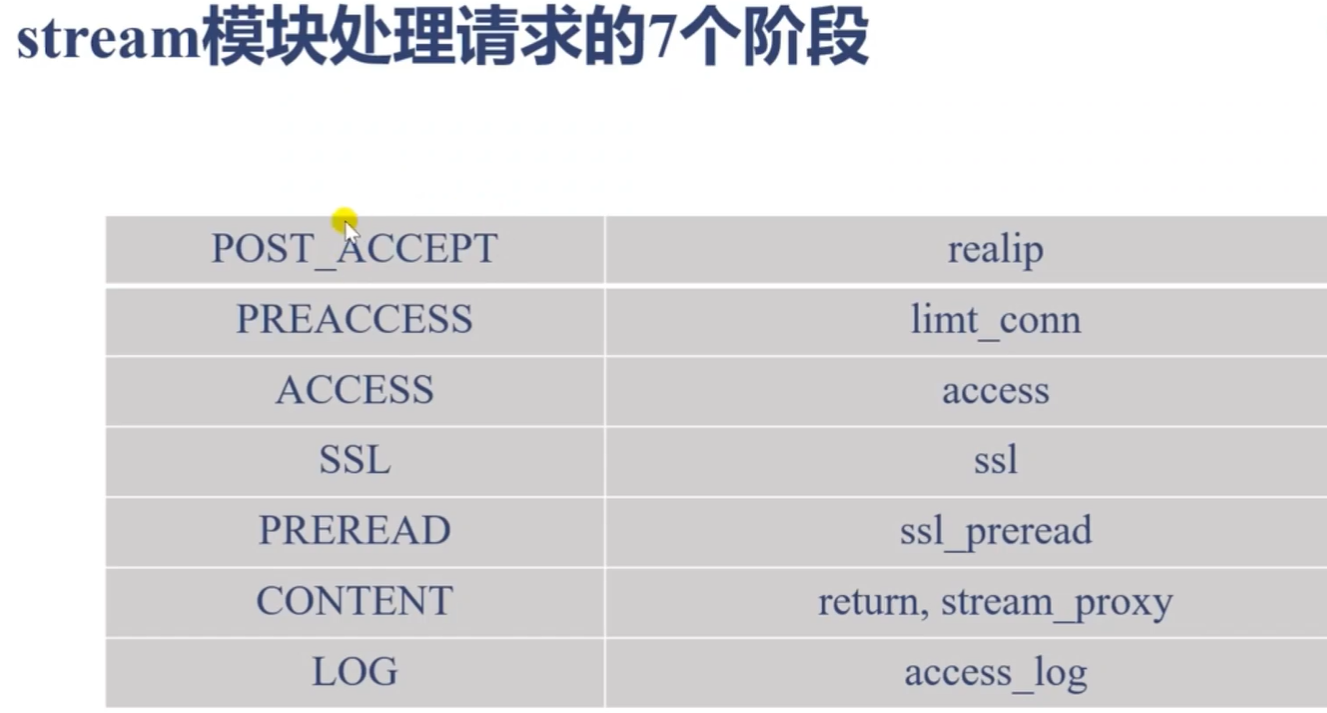 stream模块处理请求的7个阶段
POST_ACCEPT realip
PREACCESS limt_conn
ACCESS access
SSL ssl
PREREAD ssl_preread
CONTENT return, stream_proxy
LOG access_log